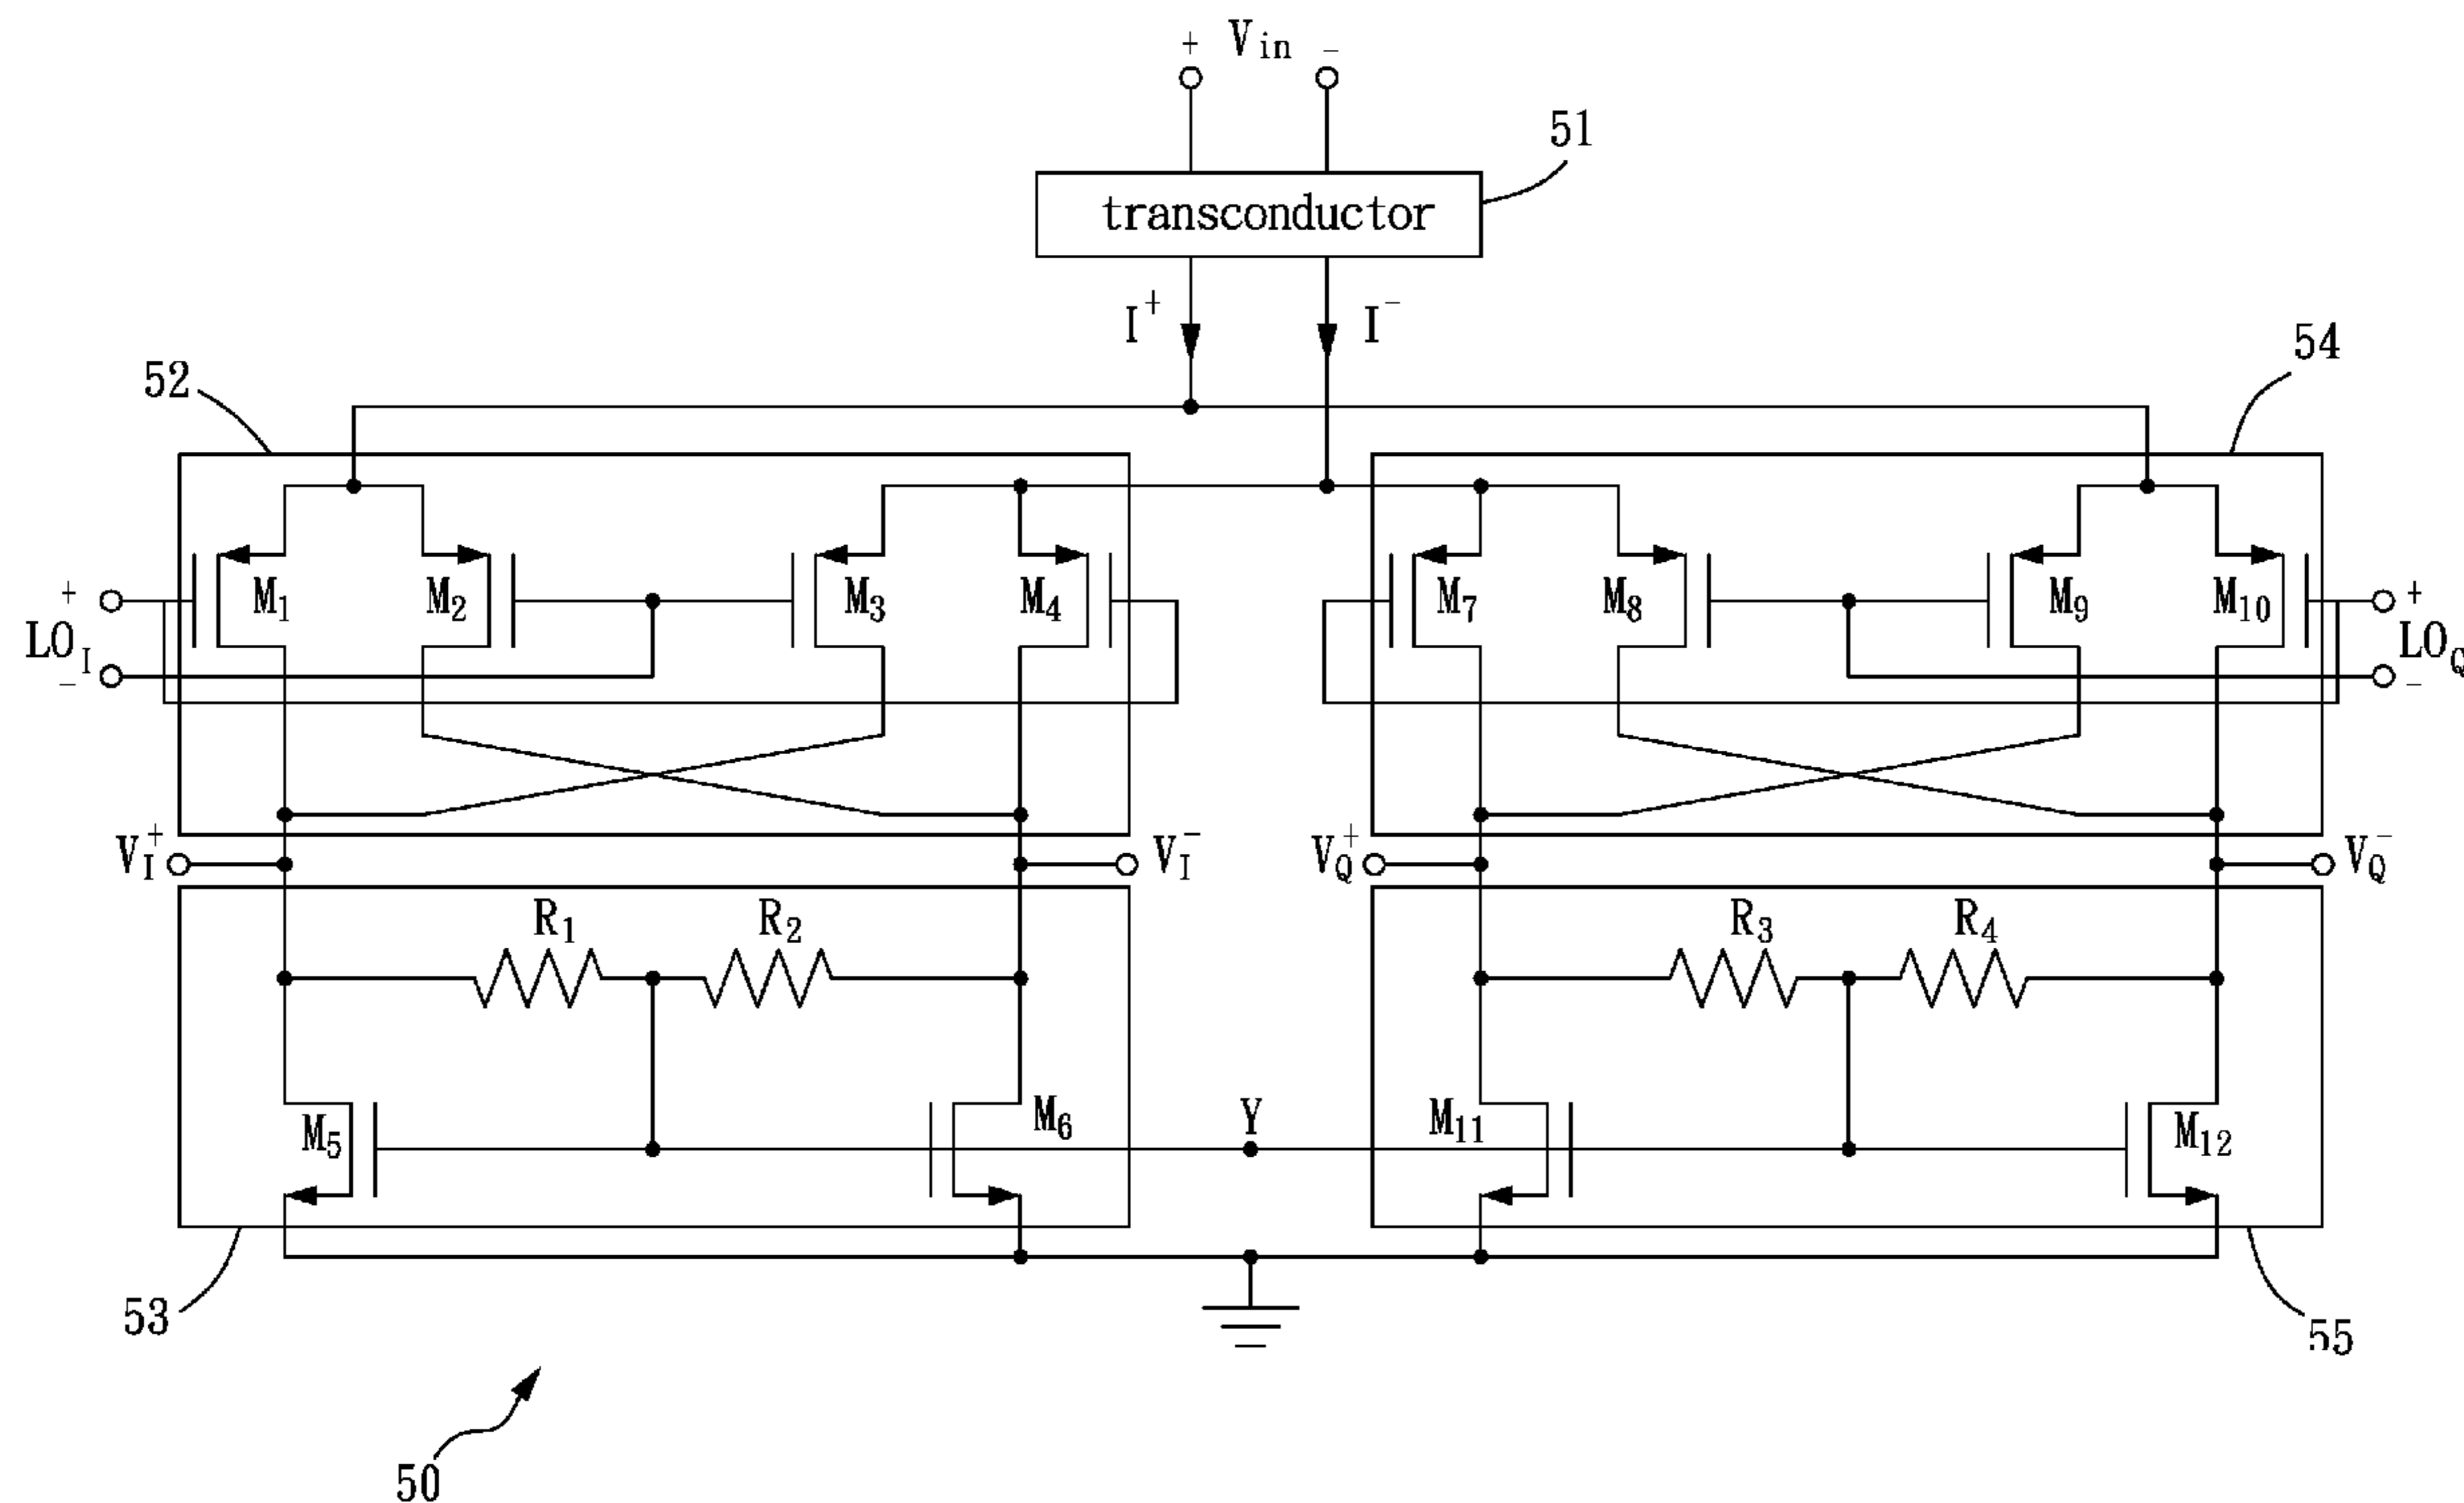 + Vin -
51
transconductor
I+ I-
52
54
+ M1 M2 M3 M4 M7 M8 M9 M10 +
LOI LOQ
- -
VI+ VI- VQ+ VQ-
R1 R2 R3 R4
M5 M6 Y M11 M12
53
55
50